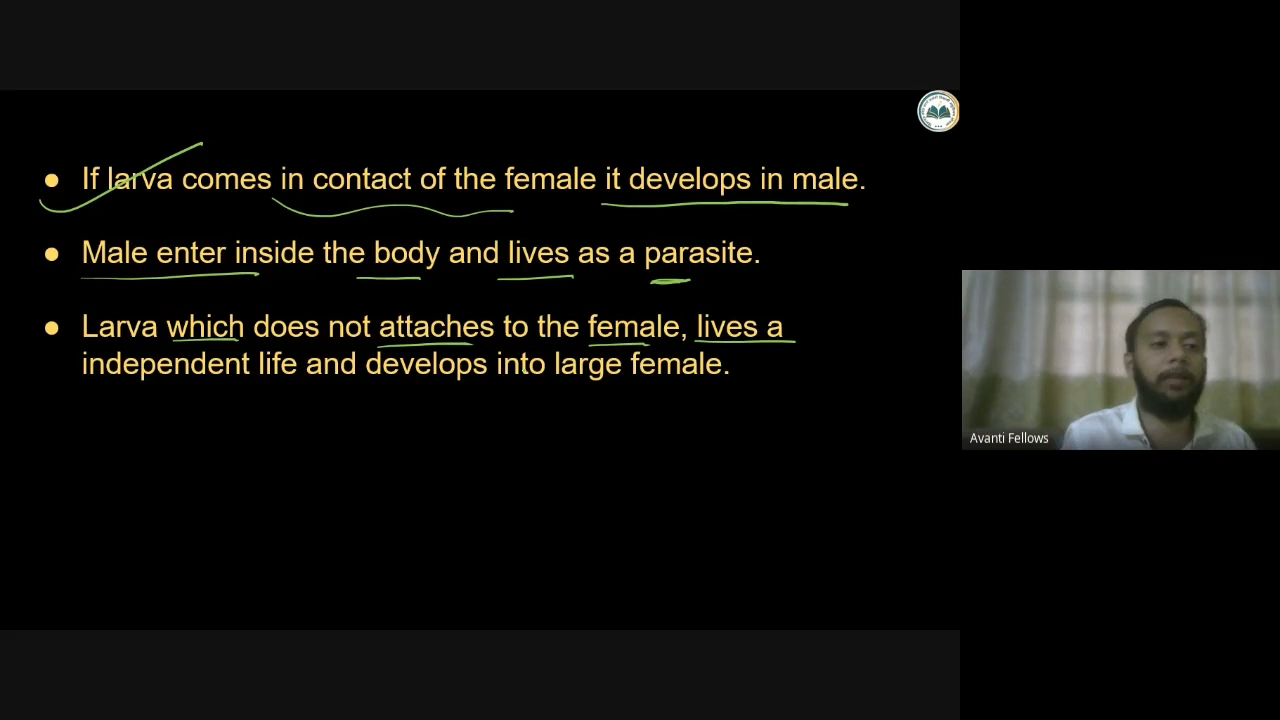 ● If larva comes in contact of the female it develops in male.
● Male enter inside the body and lives as a parasite.
● Larva which does not attaches to the female, lives a
independent life and develops into large female.
Avanti Fellows